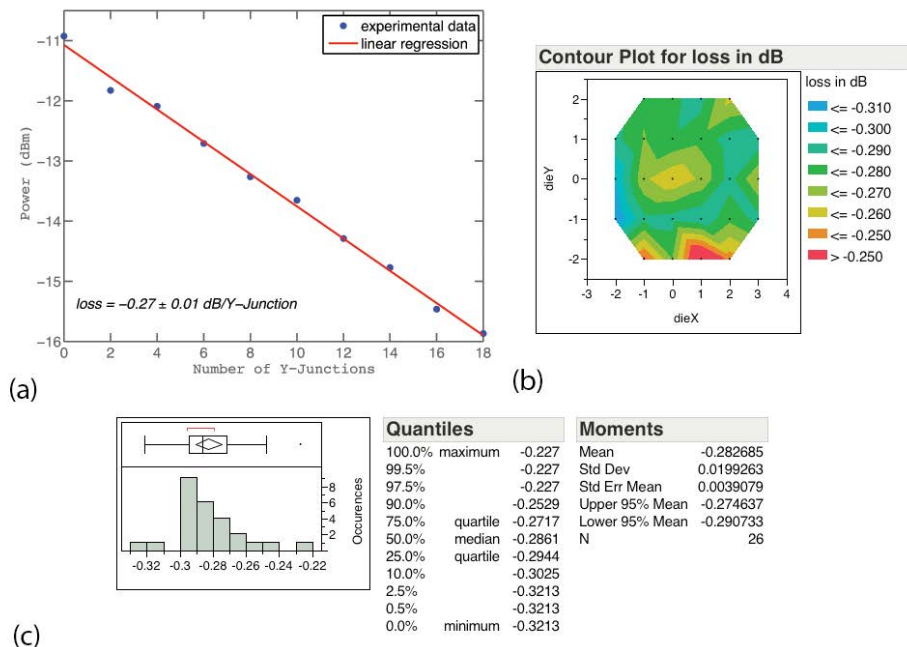 experimental data
linear regression
-11
-12
-13
-14
-15
-16
Power (dBm)
loss = -0.27 ± 0.01 dB/Y-Junction
0 2 4 6 8 10 12 14 16 18
Number of Y-Junctions
(a)
Contour Plot for loss in dB
2
1
0
-1
-2
dieY
-3 -2 -1 0 1 2 3 4
dieX
loss in dB
<= -0.310
<= -0.300
<= -0.290
<= -0.280
<= -0.270
<= -0.260
<= -0.250
> -0.250
(b)
8
6
4
2
Occurences
-0.32 -0.3 -0.28 -0.26 -0.24 -0.22
Quantiles
100.0% maximum -0.227
99.5% -0.227
97.5% -0.227
90.0% -0.2529
75.0% quartile -0.2717
50.0% median -0.2861
25.0% quartile -0.2944
10.0% -0.3025
2.5% -0.3213
0.5% -0.3213
0.0% minimum -0.3213
Moments
Mean -0.282685
Std Dev 0.0199263
Std Err Mean 0.0039079
Upper 95% Mean -0.274637
Lower 95% Mean -0.290733
N 26
(c)